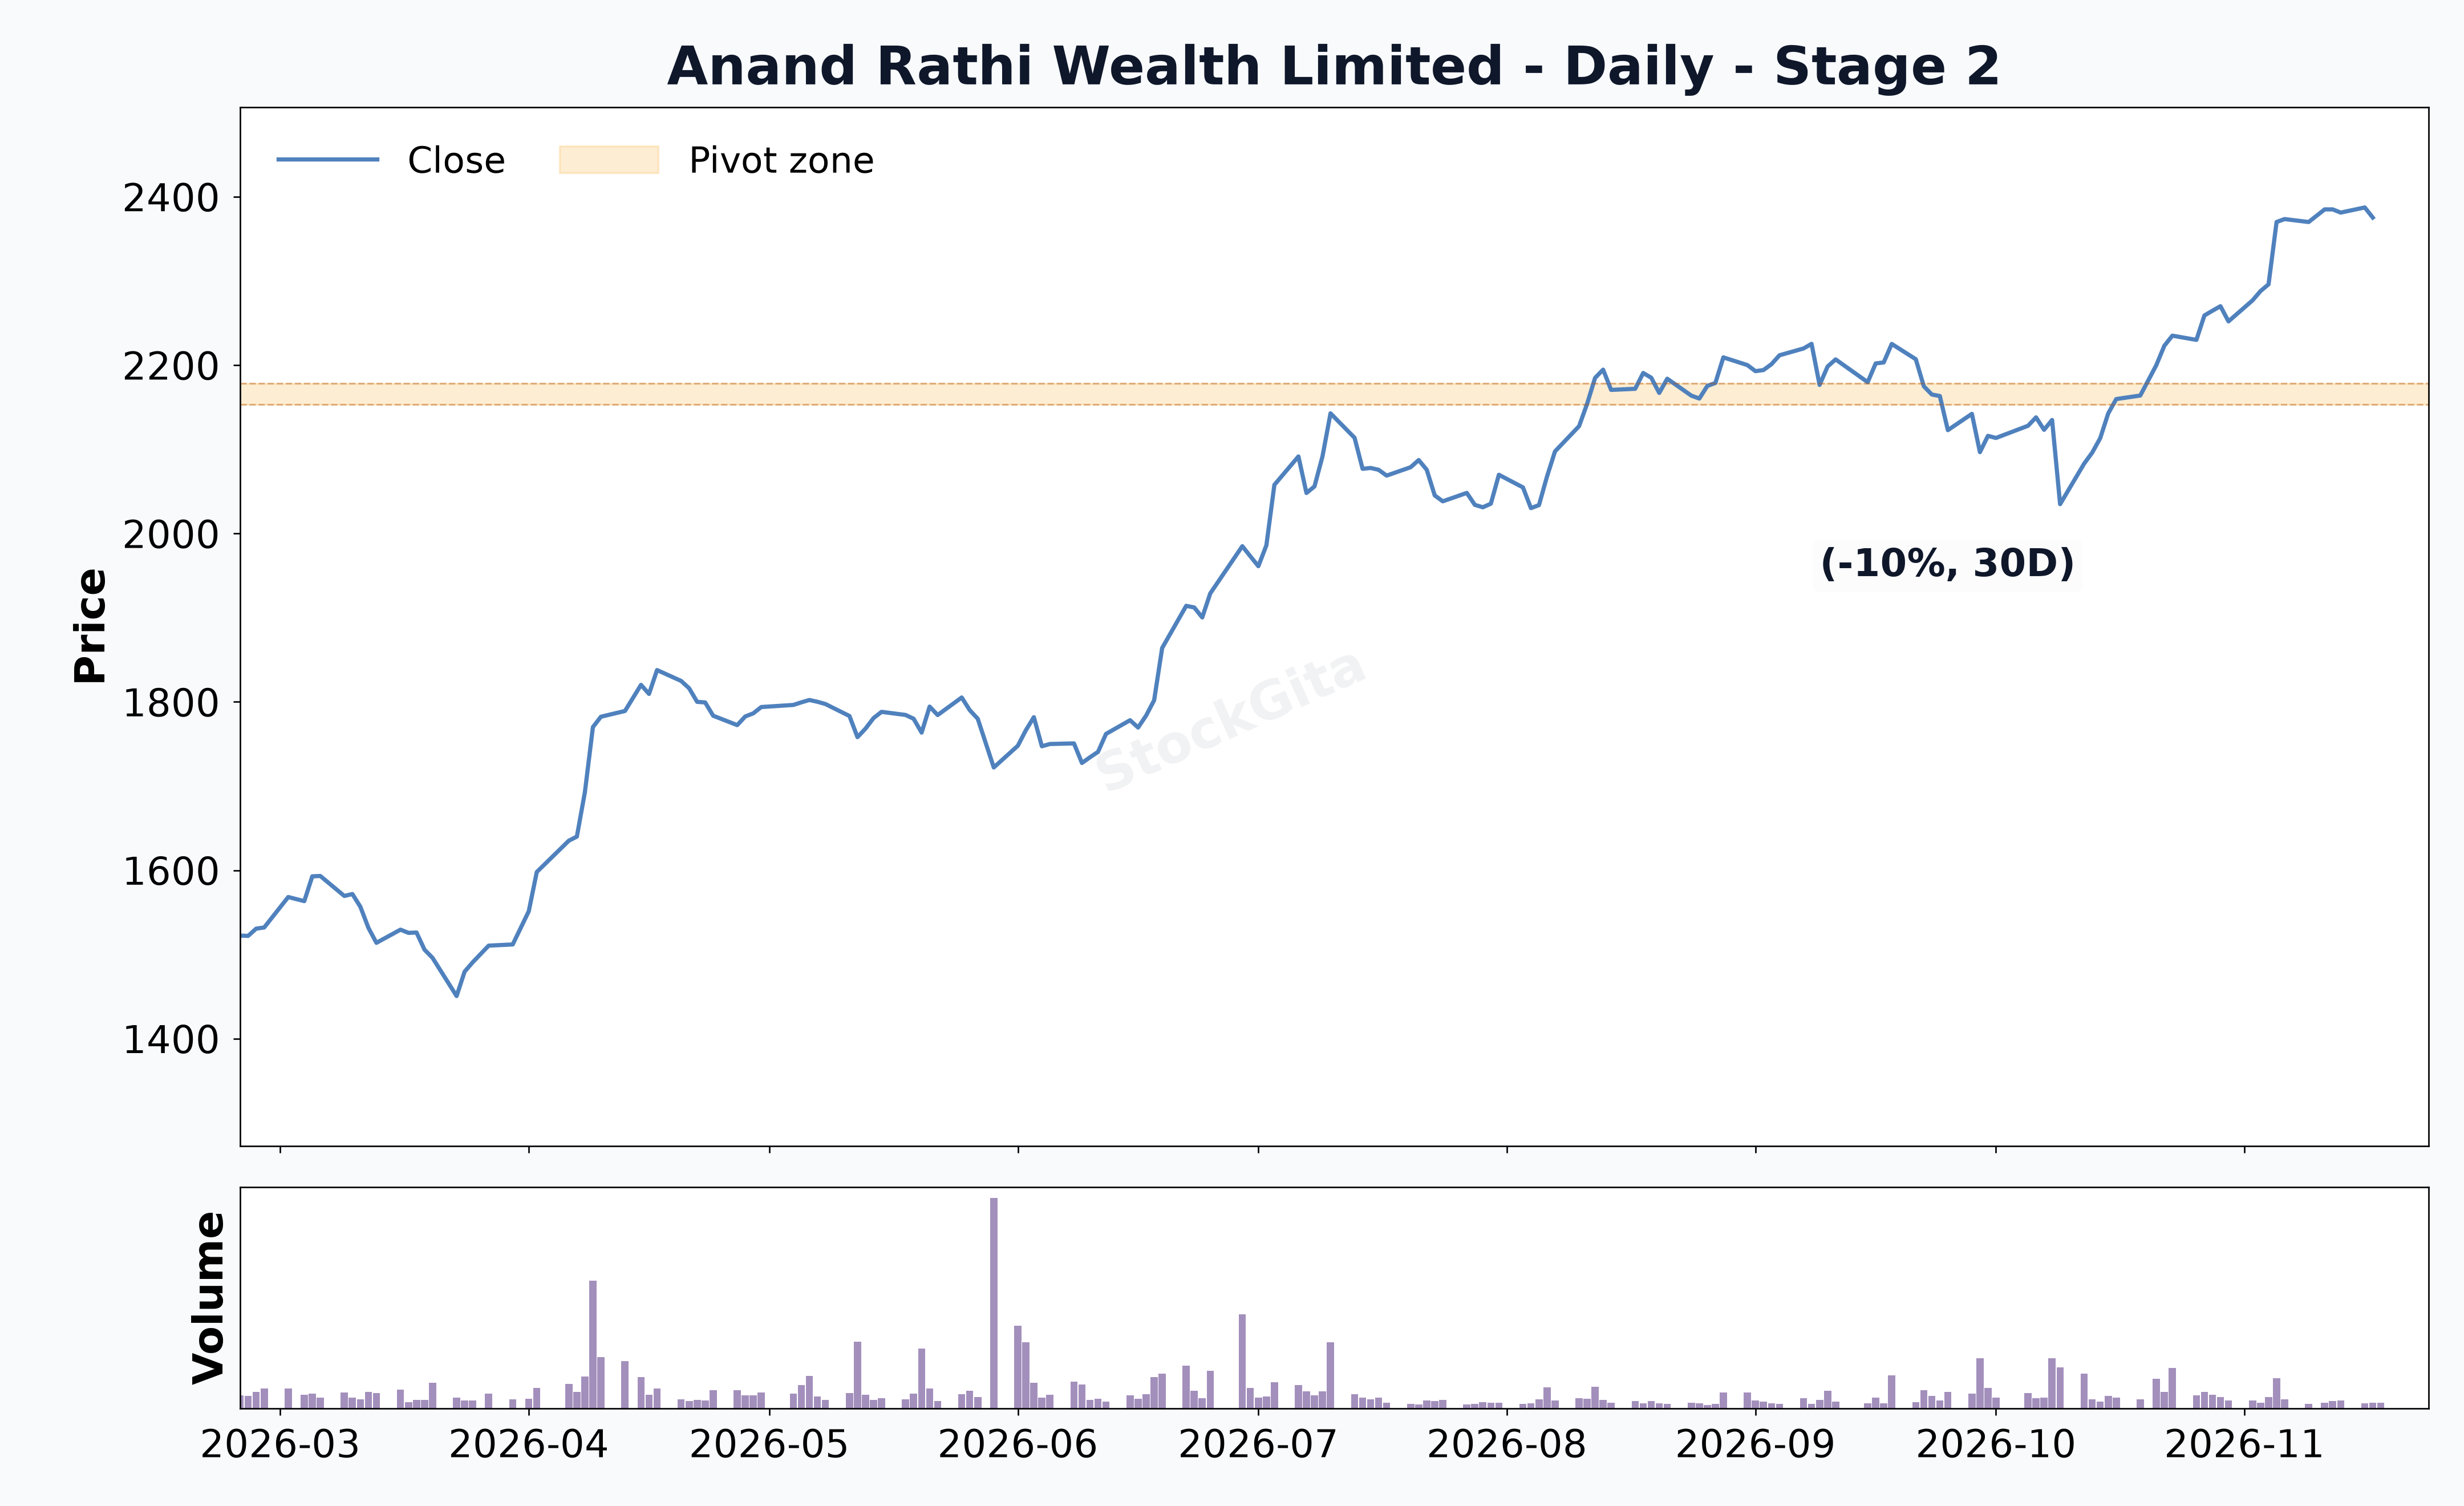 Anand Rathi Wealth Limited - Daily - Stage 2
Close
Pivot zone
2400
2200
2000
1800
1600
1400
Price
(-10%, 30D)
StockGita
Volume
2026-03
2026-04
2026-05
2026-06
2026-07
2026-08
2026-09
2026-10
2026-11